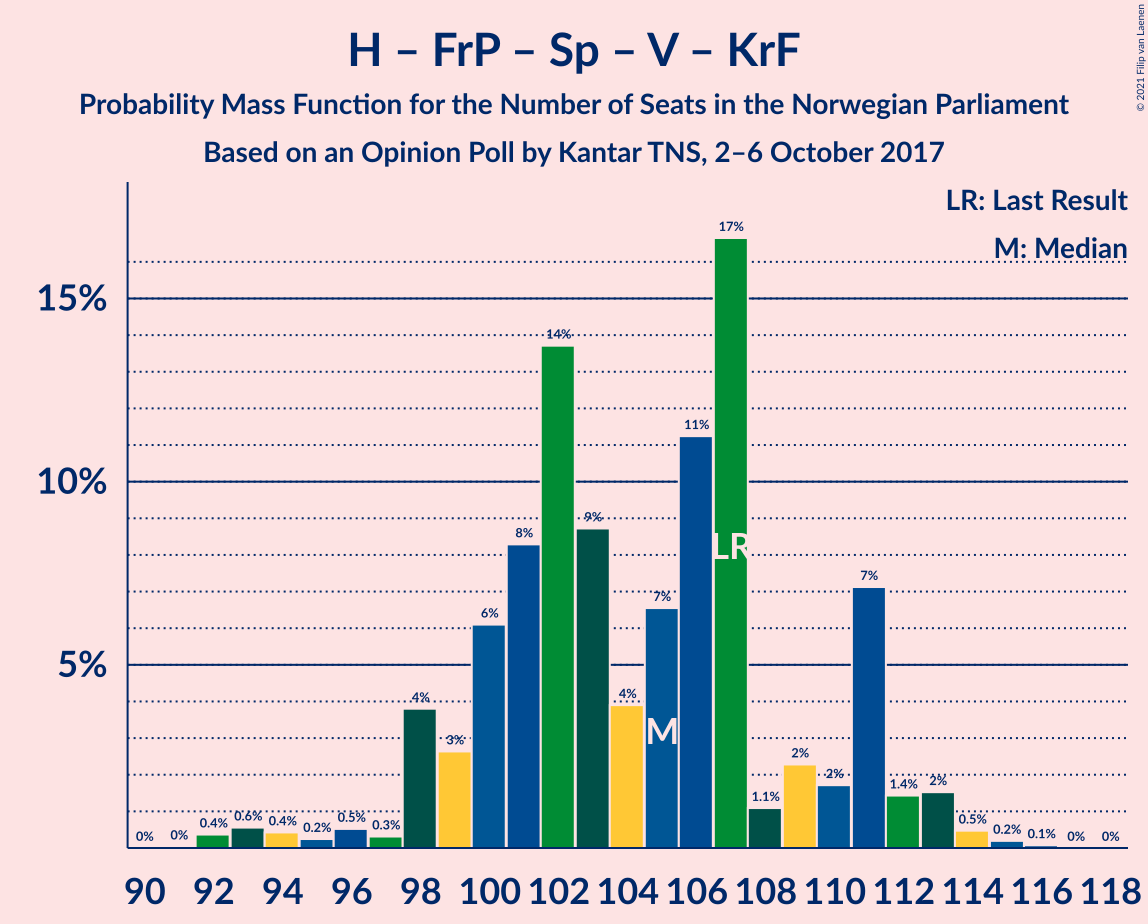 H – FrP – Sp – V – KrF
Probability Mass Function for the Number of Seats in the Norwegian Parliament
Based on an Opinion Poll by Kantar TNS, 2–6 October 2017
© 2021 Filip van Laenen
LR: Last Result
M: Median
15%
10%
5%
0% 0% 0.4% 0.6% 0.4% 0.2% 0.5% 0.3% 4% 3% 6% 8% 14% 9% 4% 7% 11% 17% 1.1% 2% 2% 7% 1.4% 2% 0.5% 0.2% 0.1% 0% 0%
LR
M
90 92 94 96 98 100 102 104 106 108 110 112 114 116 118